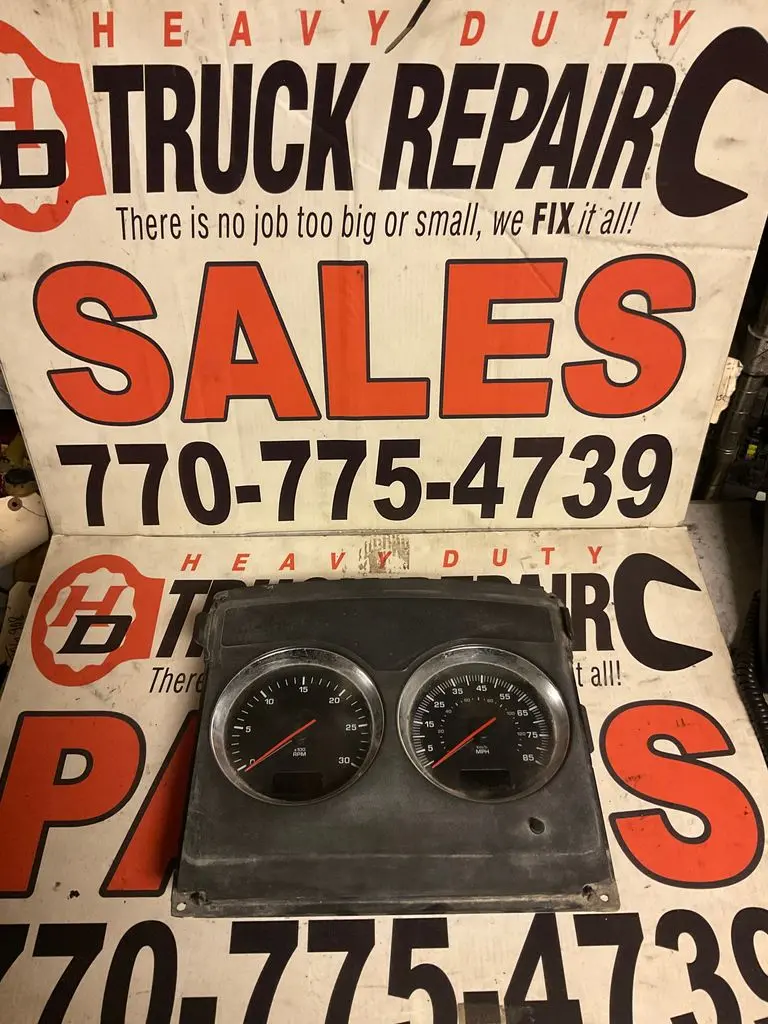 HEAVY DUTY
HD TRUCK REPAIR
There is no job too big or small, we FIX it all!
SALES
770-775-4739
HEAVY DUTY
HD
There
t all!
5
10
15
20
25
30
x100
RPM
5
15
25
35
45
55
65
75
85
km/h
MPH
770-775-4739